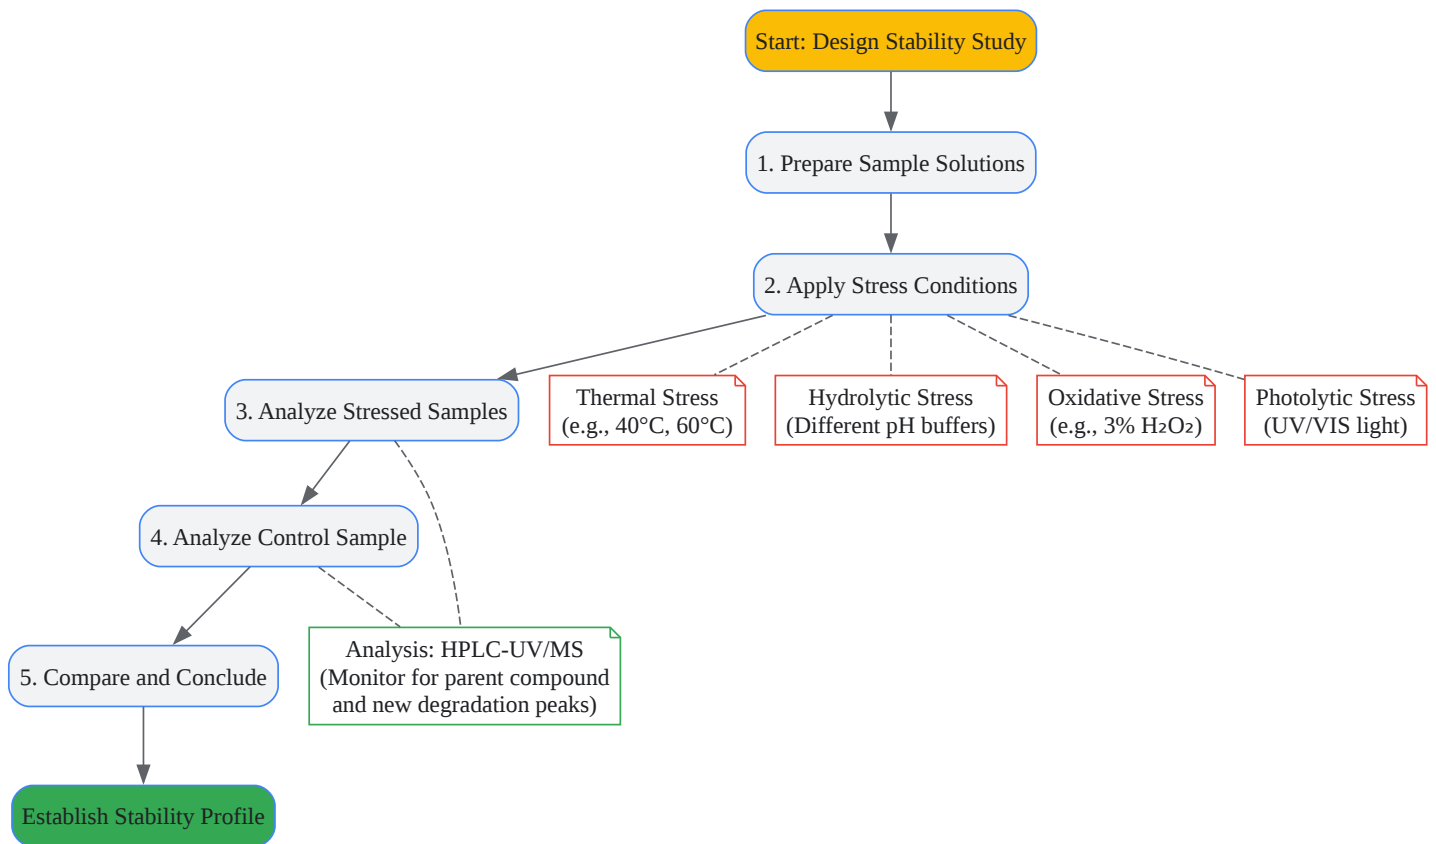 Start: Design Stability Study
1. Prepare Sample Solutions
2. Apply Stress Conditions
3. Analyze Stressed Samples
Thermal Stress
(e.g., 40°C, 60°C)
Hydrolytic Stress
(Different pH buffers)
Oxidative Stress
(e.g., 3% H₂O₂)
Photolytic Stress
(UV/VIS light)
4. Analyze Control Sample
5. Compare and Conclude
Analysis: HPLC-UV/MS
(Monitor for parent compound
and new degradation peaks)
Establish Stability Profile